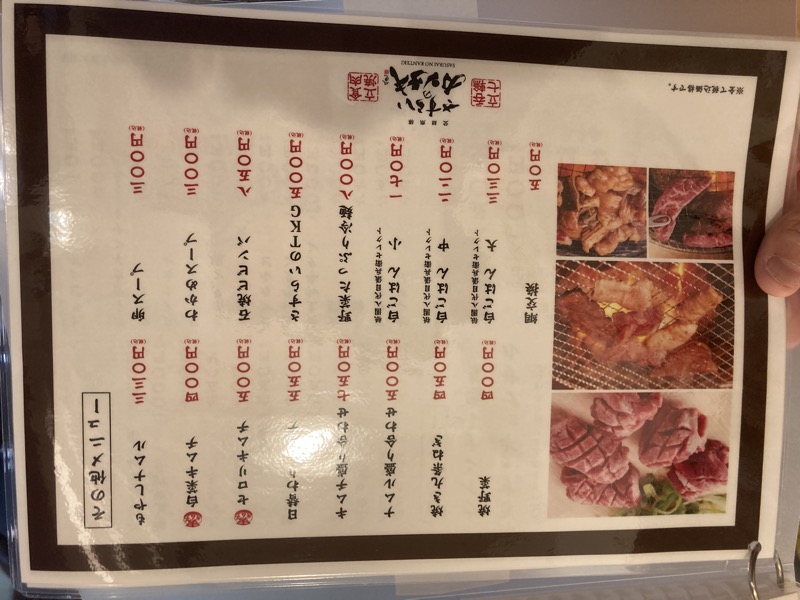 その他メニュー
もやしナムル 三三〇円(税込)
白菜キムチ 四〇〇円(税込)
セロリキムチ 五〇〇円(税込)
日替わり 五五〇円(税込)
キムチ盛り合わせ 七五〇円(税込)
ナムル盛り合わせ 五〇〇円(税込)
焼き九条ねぎ 四五〇円(税込)
焼野菜 四〇〇円(税込)
卵スープ 三〇〇円(税込)
わかめスープ 三〇〇円(税込)
石焼ビビンバ 八五〇円(税込)
さすらいのTKG 五〇〇円(税込)
野菜たっぷり冷麺 八〇〇円(税込)
祇園八代目儀兵衛セレクト
白ごはん 小 一七〇円(税込)
祇園八代目儀兵衛セレクト
白ごはん 中 二二〇円(税込)
祇園八代目儀兵衛セレクト
白ごはん 大 三三〇円(税込)
網交換 五〇円(税込)
さすらいの
カンテキ
SASURAI NO KANTEKI
食肉
立焼
※全て税込価格です。